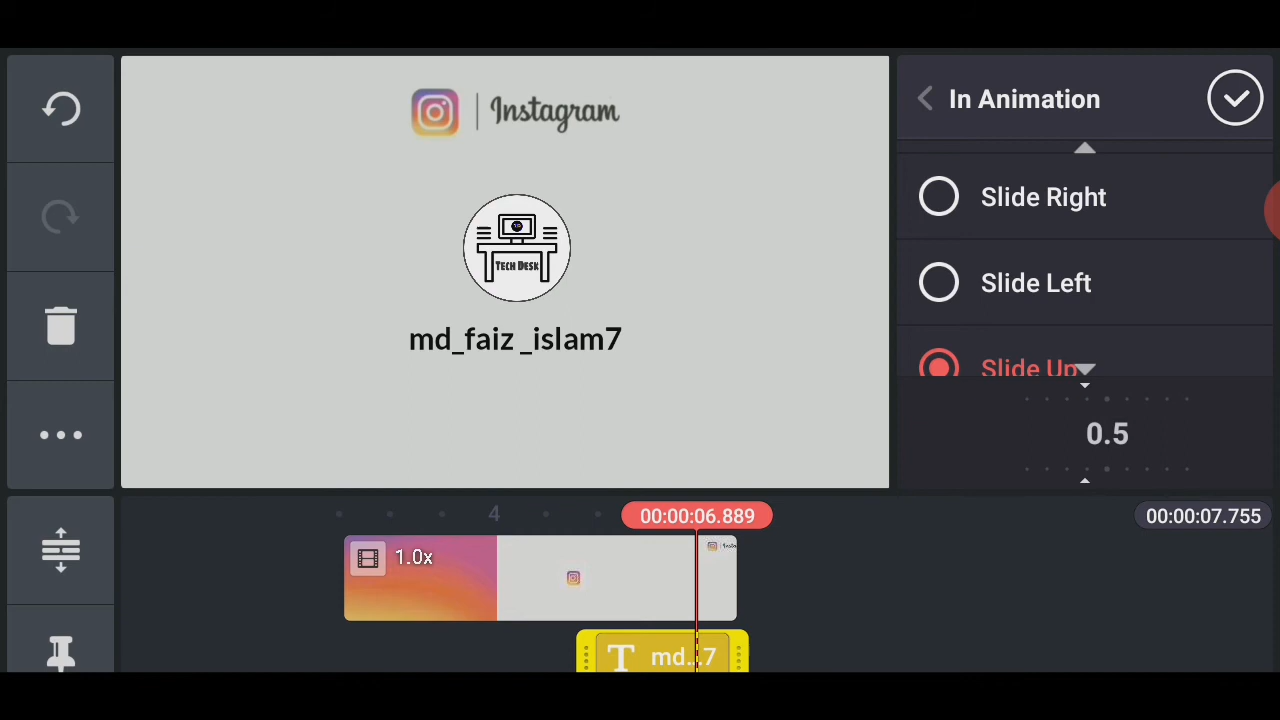 In Animation
Instagram
Slide Right
TECH DESK
Slide Left
md_faiz _islam7
Slide Up
0.5
4
00:00:06.889
00:00:07.755
1.0x
T md...7